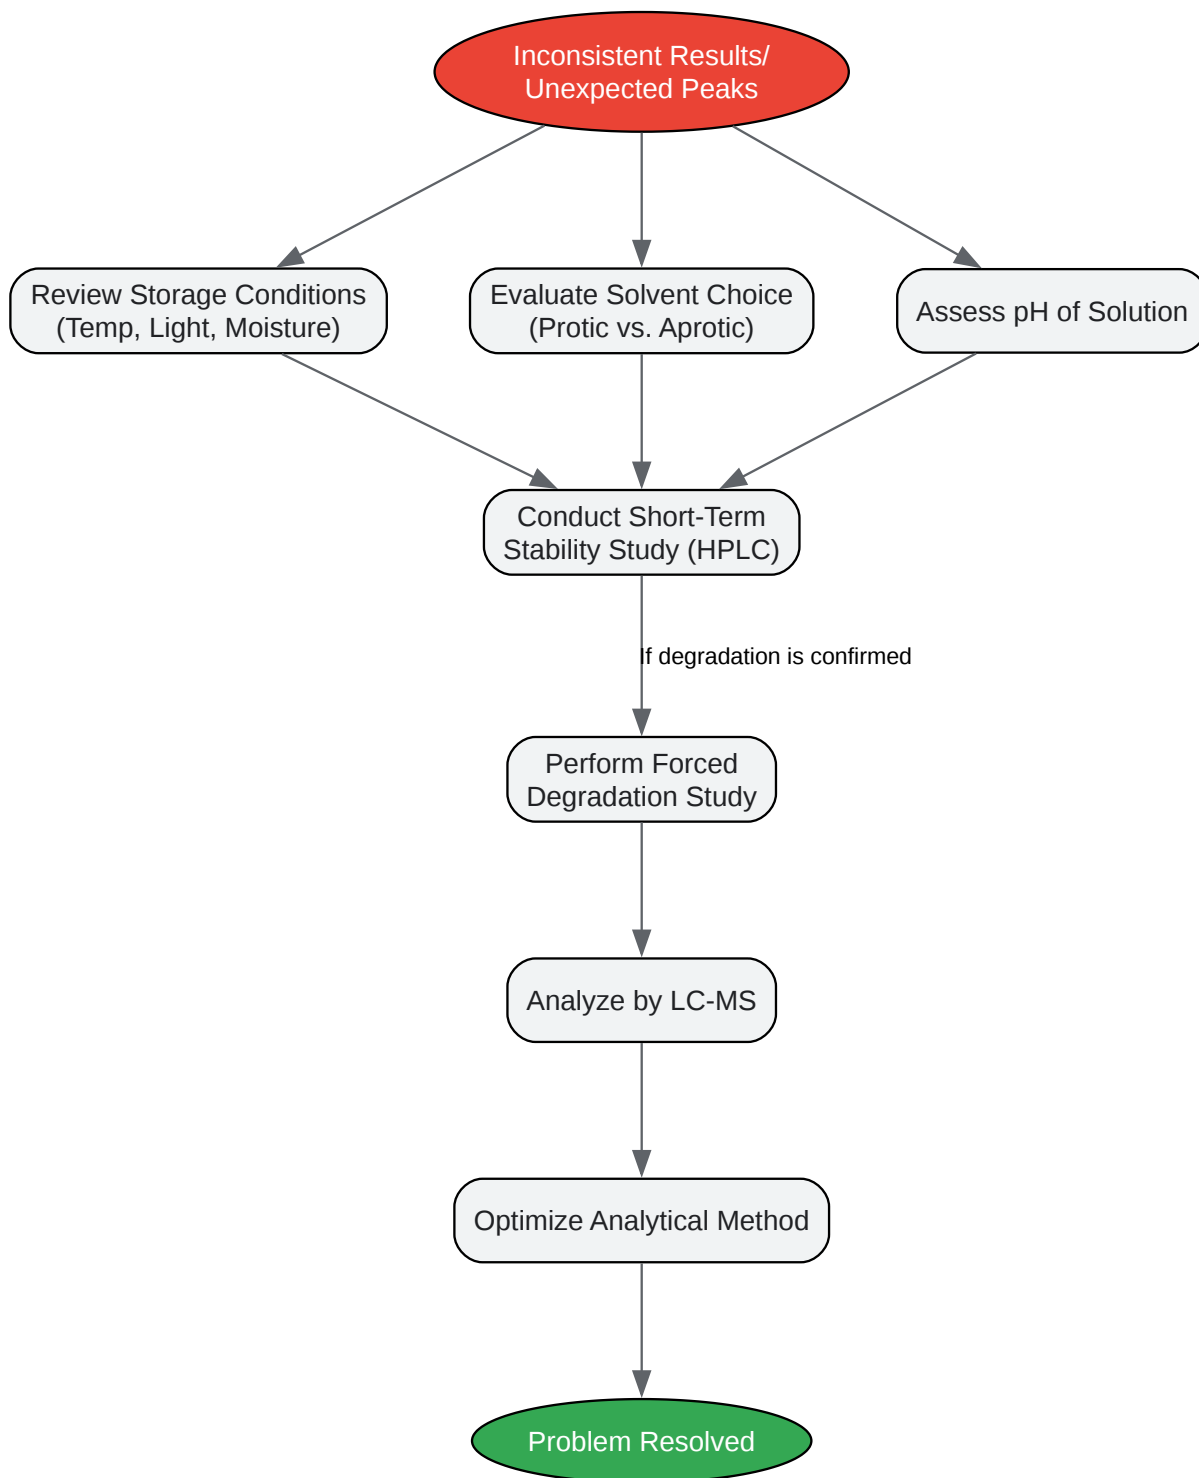 Inconsistent Results/
Unexpected Peaks
Review Storage Conditions
(Temp, Light, Moisture)
Evaluate Solvent Choice
(Protic vs. Aprotic)
Assess pH of Solution
Conduct Short-Term
Stability Study (HPLC)
If degradation is confirmed
Perform Forced
Degradation Study
Analyze by LC-MS
Optimize Analytical Method
Problem Resolved